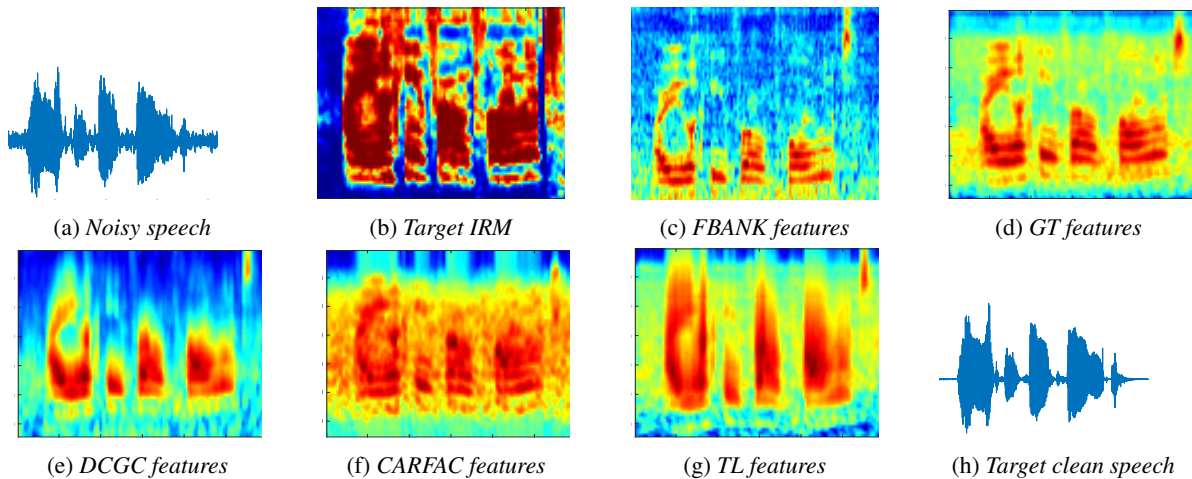 (a) Noisy speech
(b) Target IRM
(c) FBANK features
(d) GT features
(e) DCGC features
(f) CARFAC features
(g) TL features
(h) Target clean speech